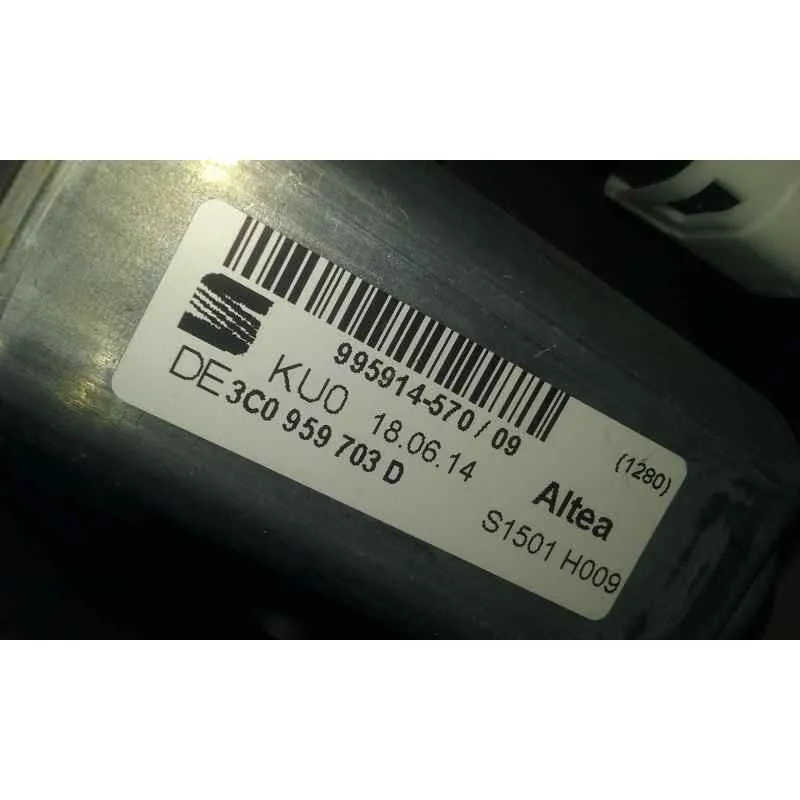 995914-570/09
KU0 18.06.14 (1280)
DE 3C0 959 703 D Altea
S1501 H009